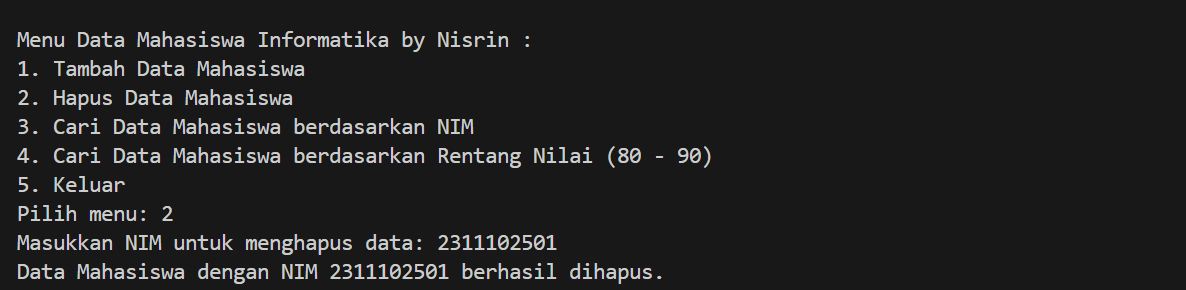 Menu Data Mahasiswa Informatika by Nisrin :
1. Tambah Data Mahasiswa
2. Hapus Data Mahasiswa
3. Cari Data Mahasiswa berdasarkan NIM
4. Cari Data Mahasiswa berdasarkan Rentang Nilai (80 - 90)
5. Keluar
Pilih menu: 2
Masukkan NIM untuk menghapus data: 2311102501
Data Mahasiswa dengan NIM 2311102501 berhasil dihapus.